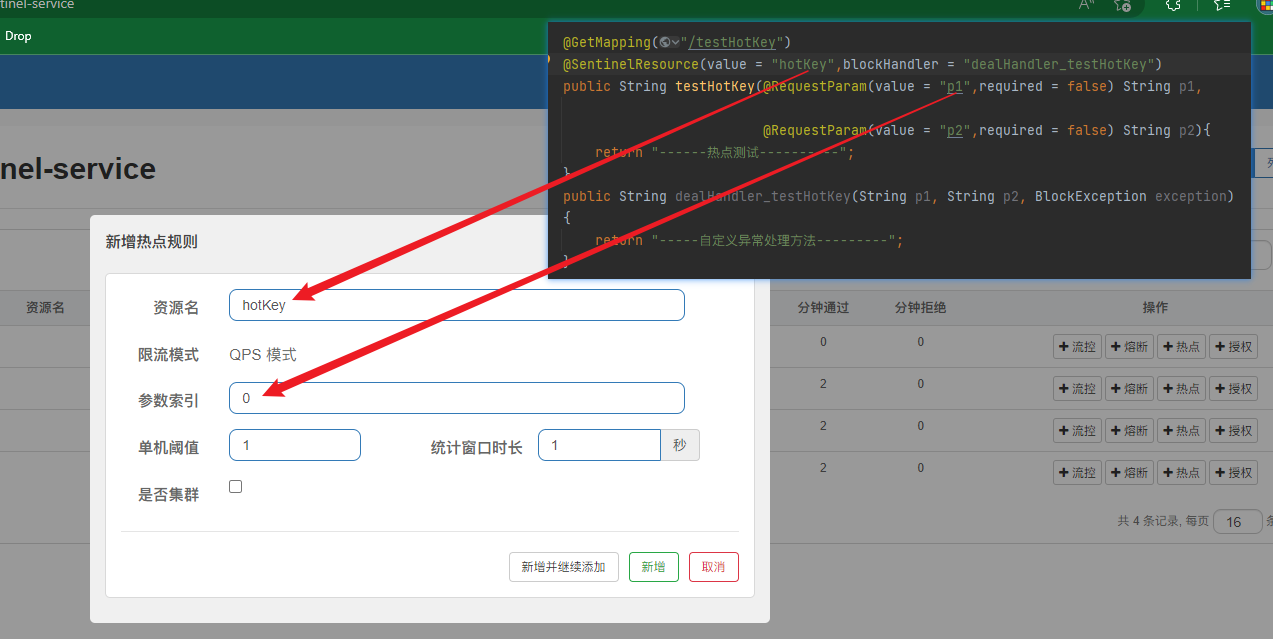 tinel-service
Drop
@GetMapping("/testHotKey")
@SentinelResource(value = "hotKey",blockHandler = "dealHandler_testHotKey")
public String testHotKey(@RequestParam(value = "p1",required = false) String p1,
@RequestParam(value = "p2",required = false) String p2){
return "------热点测试----------";
}
public String dealHandler_testHotKey(String p1, String p2, BlockException exception)
{
return "-----自定义异常处理方法---------";
}
nel-service
新增热点规则
资源名 hotKey
限流模式 QPS 模式
参数索引 0
单机阈值 1 统计窗口时长 1 秒
是否集群
新增并继续添加 新增 取消
资源名 分钟通过 分钟拒绝 操作
0 0 流控 熔断 热点 授权
2 0 流控 熔断 热点 授权
2 0 流控 熔断 热点 授权
2 0 流控 熔断 热点 授权
共 4 条记录, 每页 16